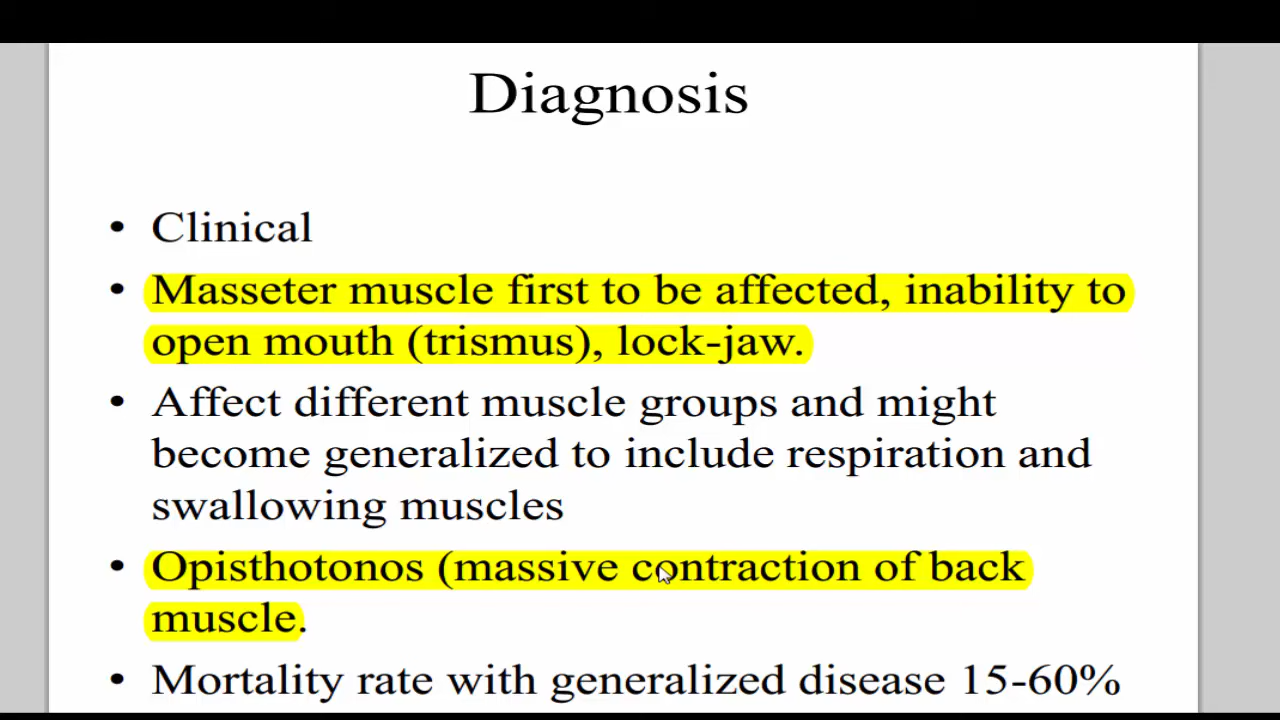 Diagnosis
• Clinical
• Masseter muscle first to be affected, inability to
open mouth (trismus), lock-jaw.
• Affect different muscle groups and might
become generalized to include respiration and
swallowing muscles
• Opisthotonos (massive contraction of back
muscle.
• Mortality rate with generalized disease 15-60%